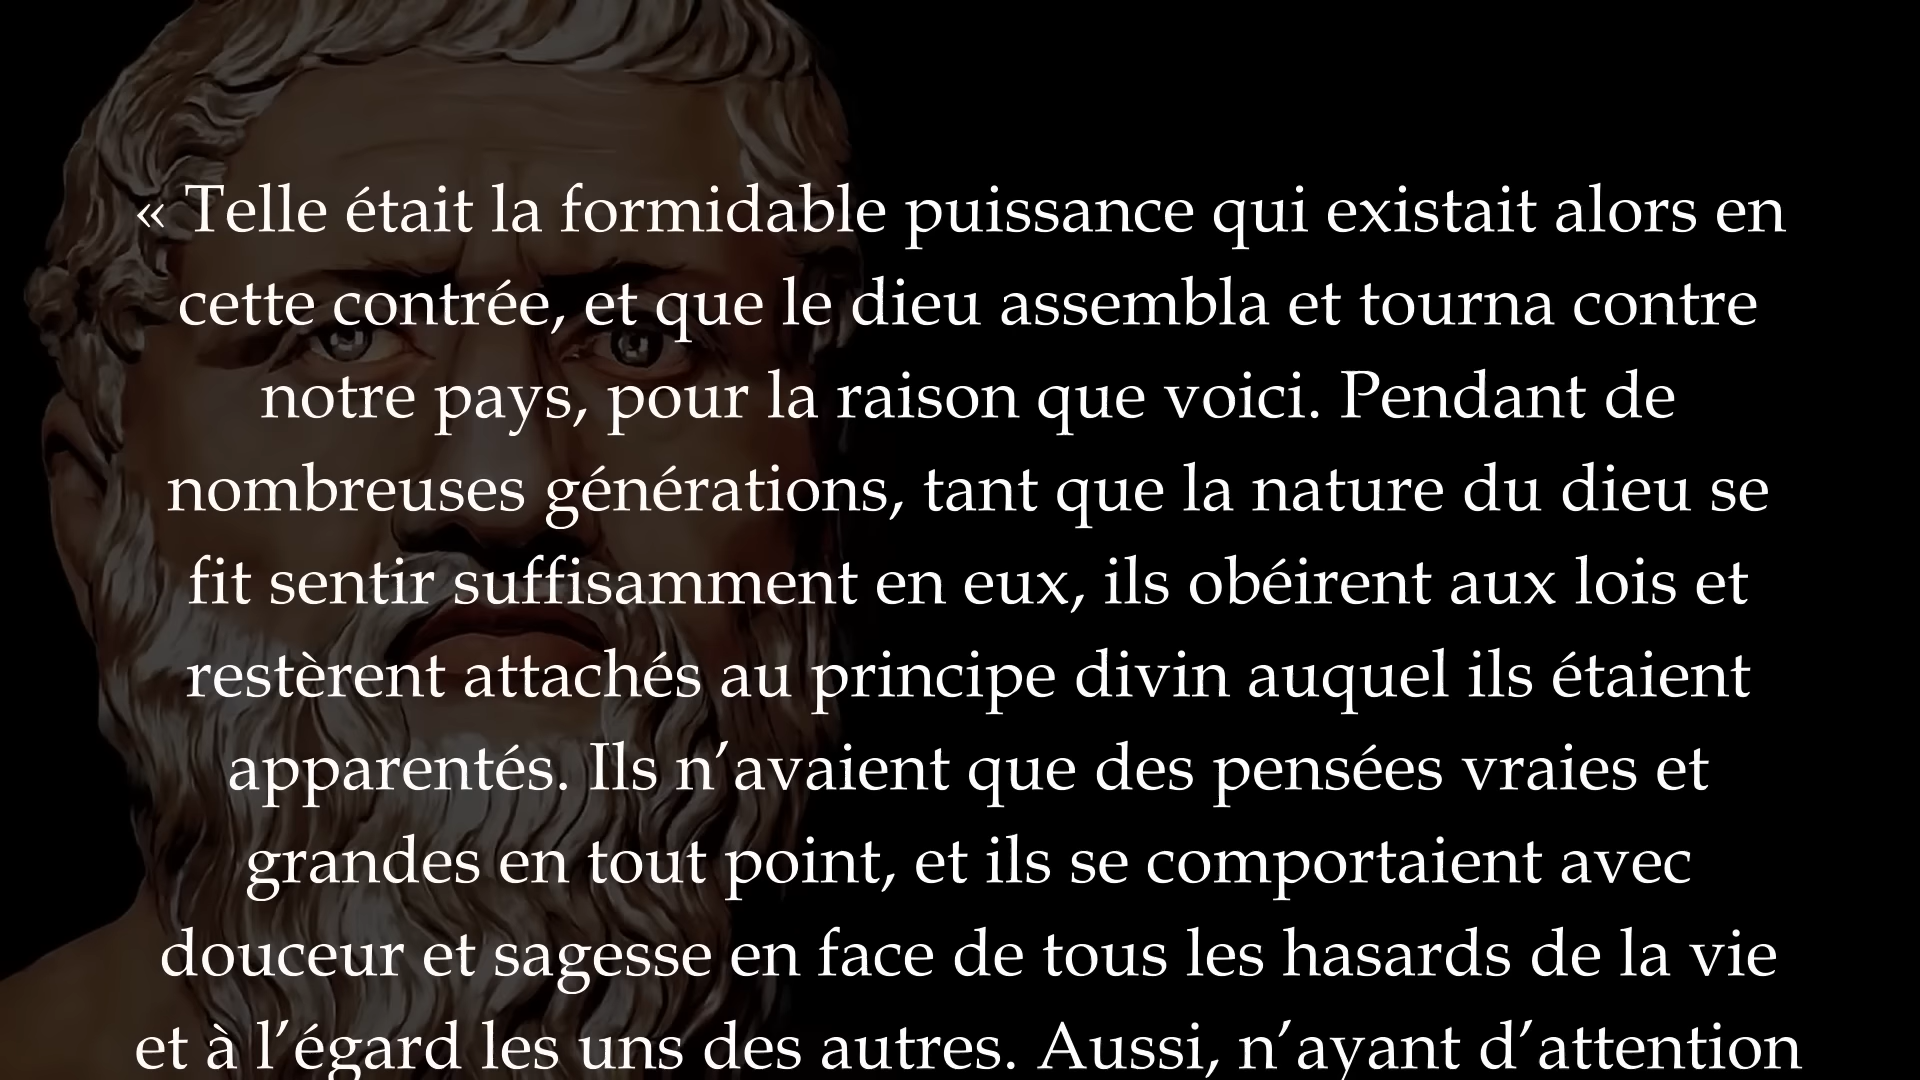 « Telle était la formidable puissance qui existait alors en
cette contrée, et que le dieu assembla et tourna contre
notre pays, pour la raison que voici. Pendant de
nombreuses générations, tant que la nature du dieu se
fit sentir suffisamment en eux, ils obéirent aux lois et
restèrent attachés au principe divin auquel ils étaient
apparentés. Ils n’avaient que des pensées vraies et
grandes en tout point, et ils se comportaient avec
douceur et sagesse en face de tous les hasards de la vie
et à l’égard les uns des autres. Aussi, n’ayant d’attention